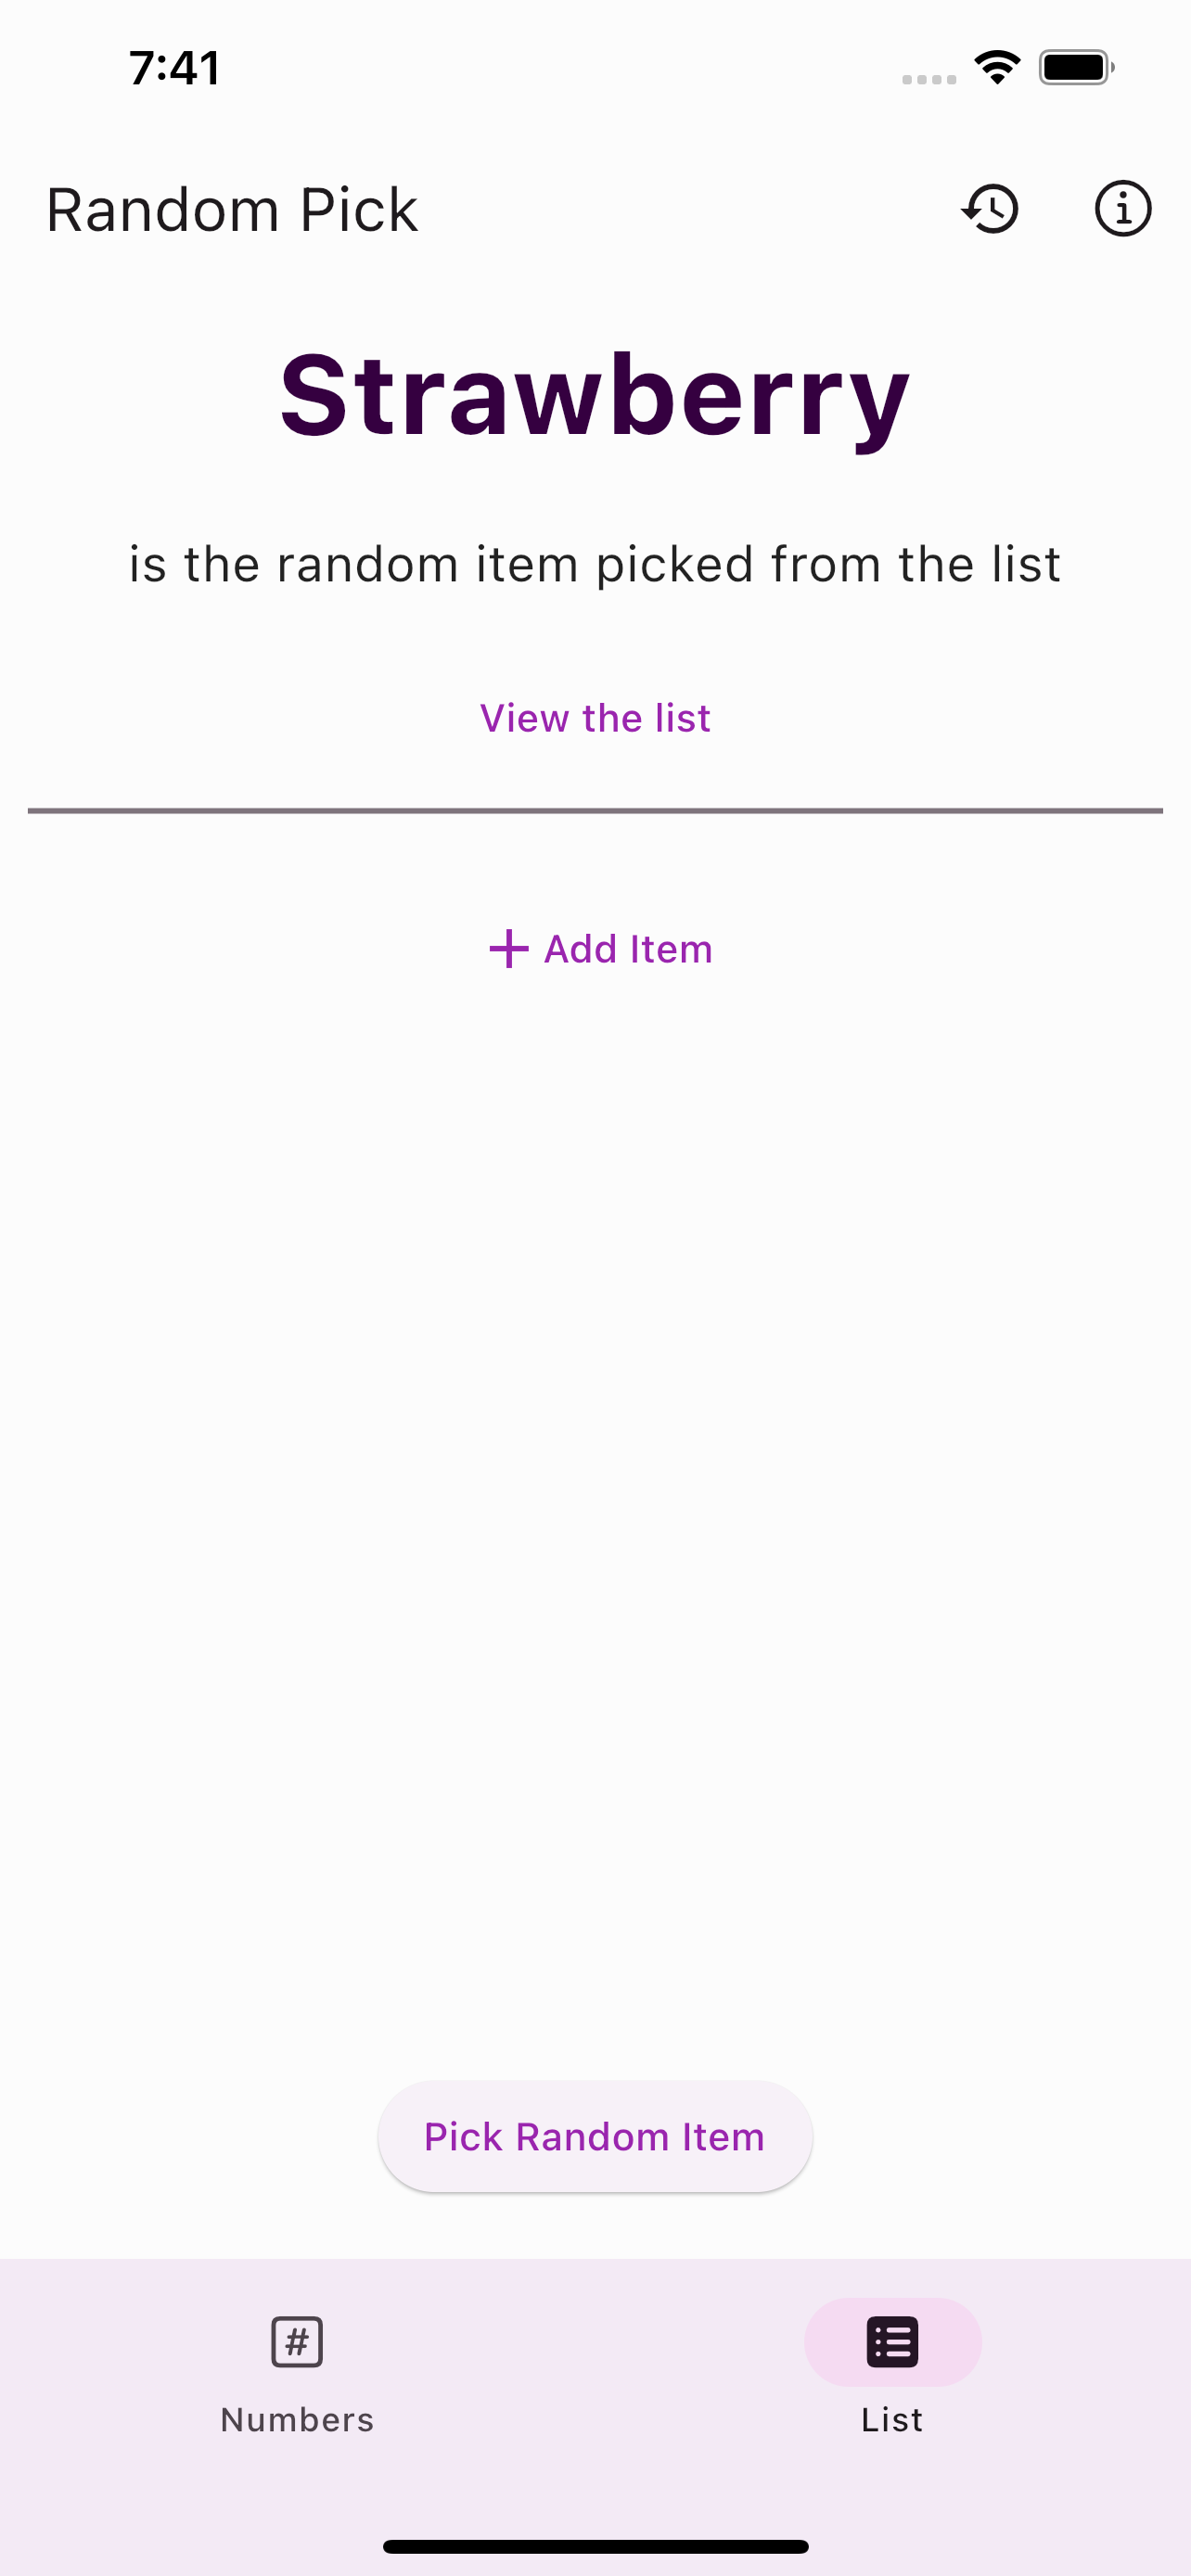 7:41
Random Pick
Strawberry
is the random item picked from the list
View the list
Add Item
Pick Random Item
Numbers
List